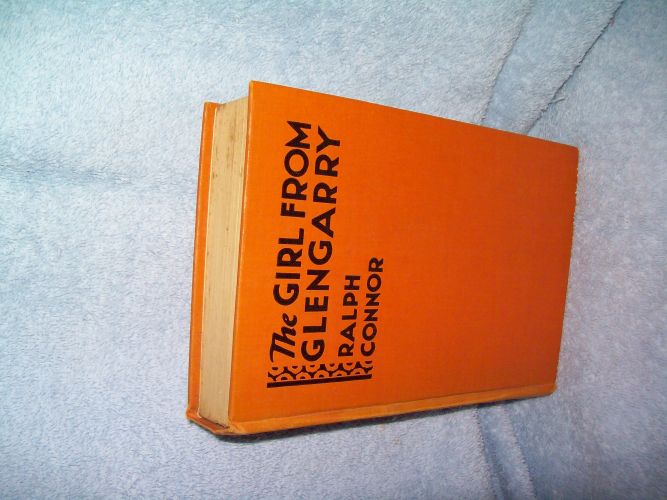 The GIRL FROM
GLENGARRY
RALPH
CONNOR